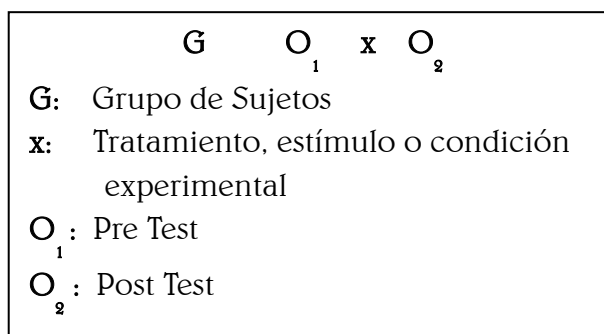 G O₁ x O₂
G: Grupo de Sujetos
x: Tratamiento, estímulo o condición
experimental
O₁: Pre Test
O₂: Post Test